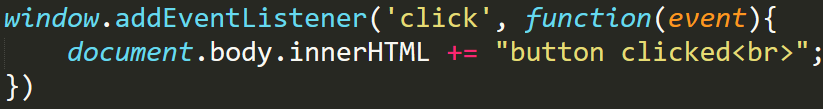 window.addEventListener('click', function(event){
    document.body.innerHTML += "button clicked<br>";
})